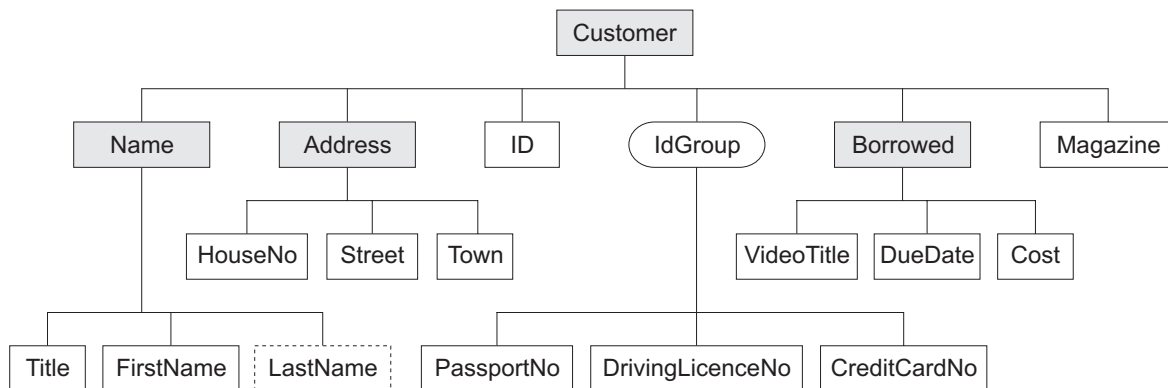 Customer
Name Address ID IdGroup Borrowed Magazine
HouseNo Street Town VideoTitle DueDate Cost
Title FirstName LastName PassportNo DrivingLicenceNo CreditCardNo